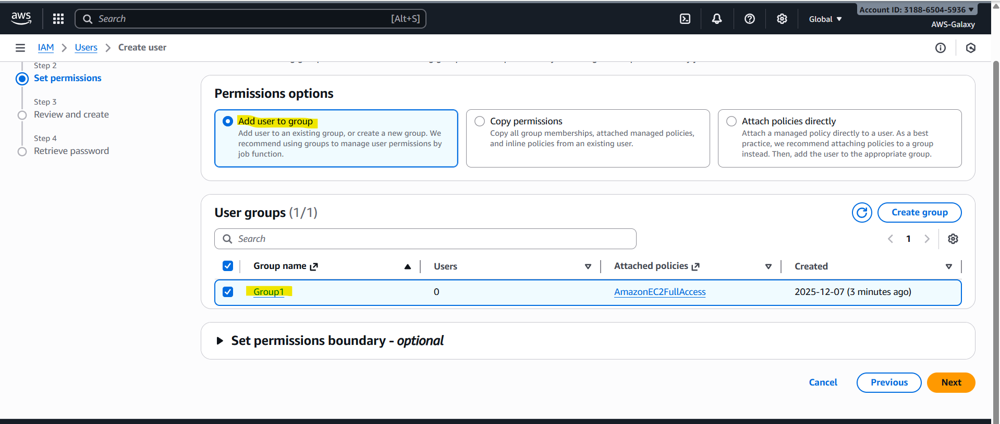 Account ID: 3188-6504-5936
aws
Search [Alt+S]
Global
AWS-Galaxy
IAM > Users > Create user
Step 2
Set permissions
Step 3
Review and create
Step 4
Retrieve password
Permissions options
Add user to group
Add user to an existing group, or create a new group. We
recommend using groups to manage user permissions by
job function.
Copy permissions
Copy all group memberships, attached managed policies,
and inline policies from an existing user.
Attach policies directly
Attach a managed policy directly to a user. As a best
practice, we recommend attaching policies to a group
instead. Then, add the user to the appropriate group.
User groups (1/1)
Create group
Search
1
Group name Users Attached policies Created
Group1 0 AmazonEC2FullAccess 2025-12-07 (3 minutes ago)
Set permissions boundary - optional
Cancel Previous Next